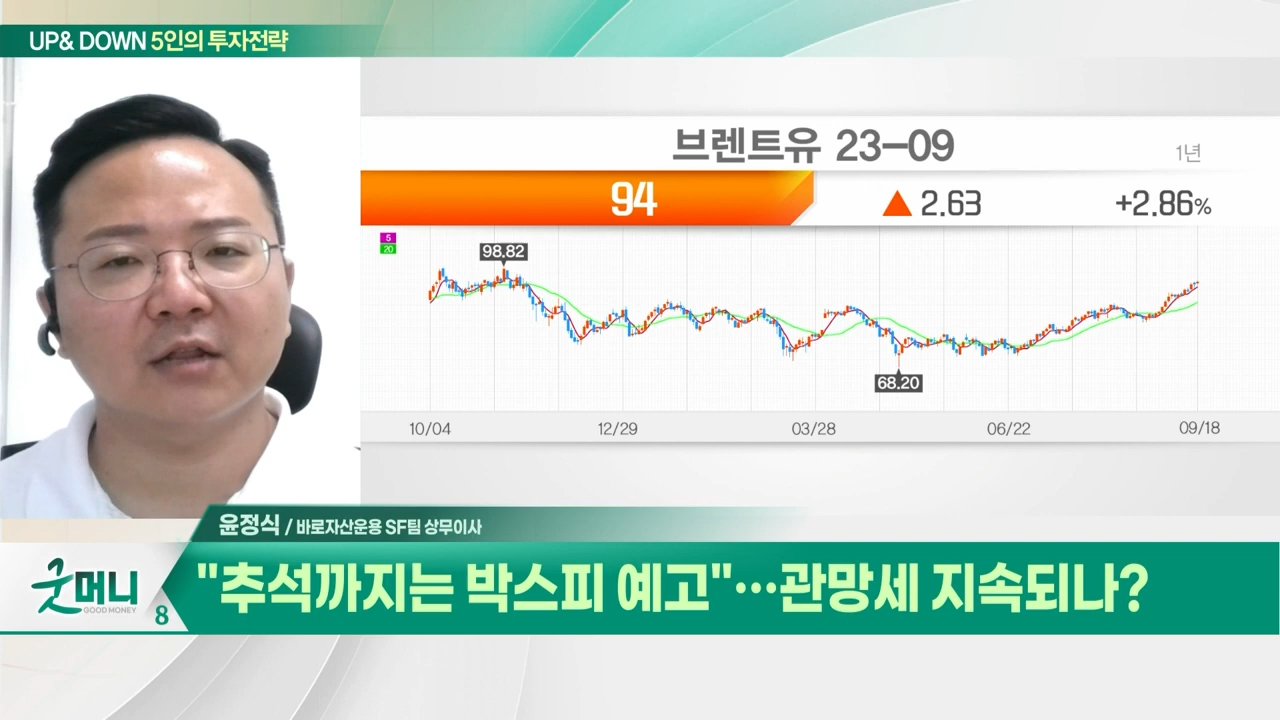 UP& DOWN 5인의 투자전략
브렌트유 23-09
1년
94
▲ 2.63
+2.86%
5
20
98.82
68.20
10/04
12/29
03/28
06/22
09/18
윤정식 / 바로자산운용 SF팀 상무이사
굿머니
GOOD MONEY
8
"추석까지는 박스피 예고"…관망세 지속되나?